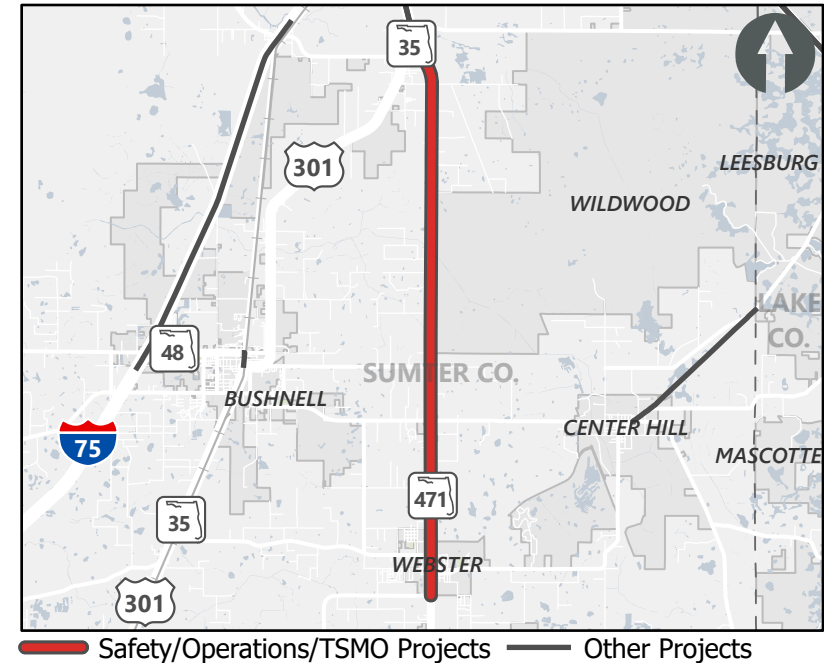 35
301
LEESBURG
WILDWOOD
LAKE
CO.
48
SUMTER CO.
BUSHNELL
75
CENTER HILL
MASCOTTE
471
35
WEBSTER
301
Safety/Operations/TSMO Projects
Other Projects